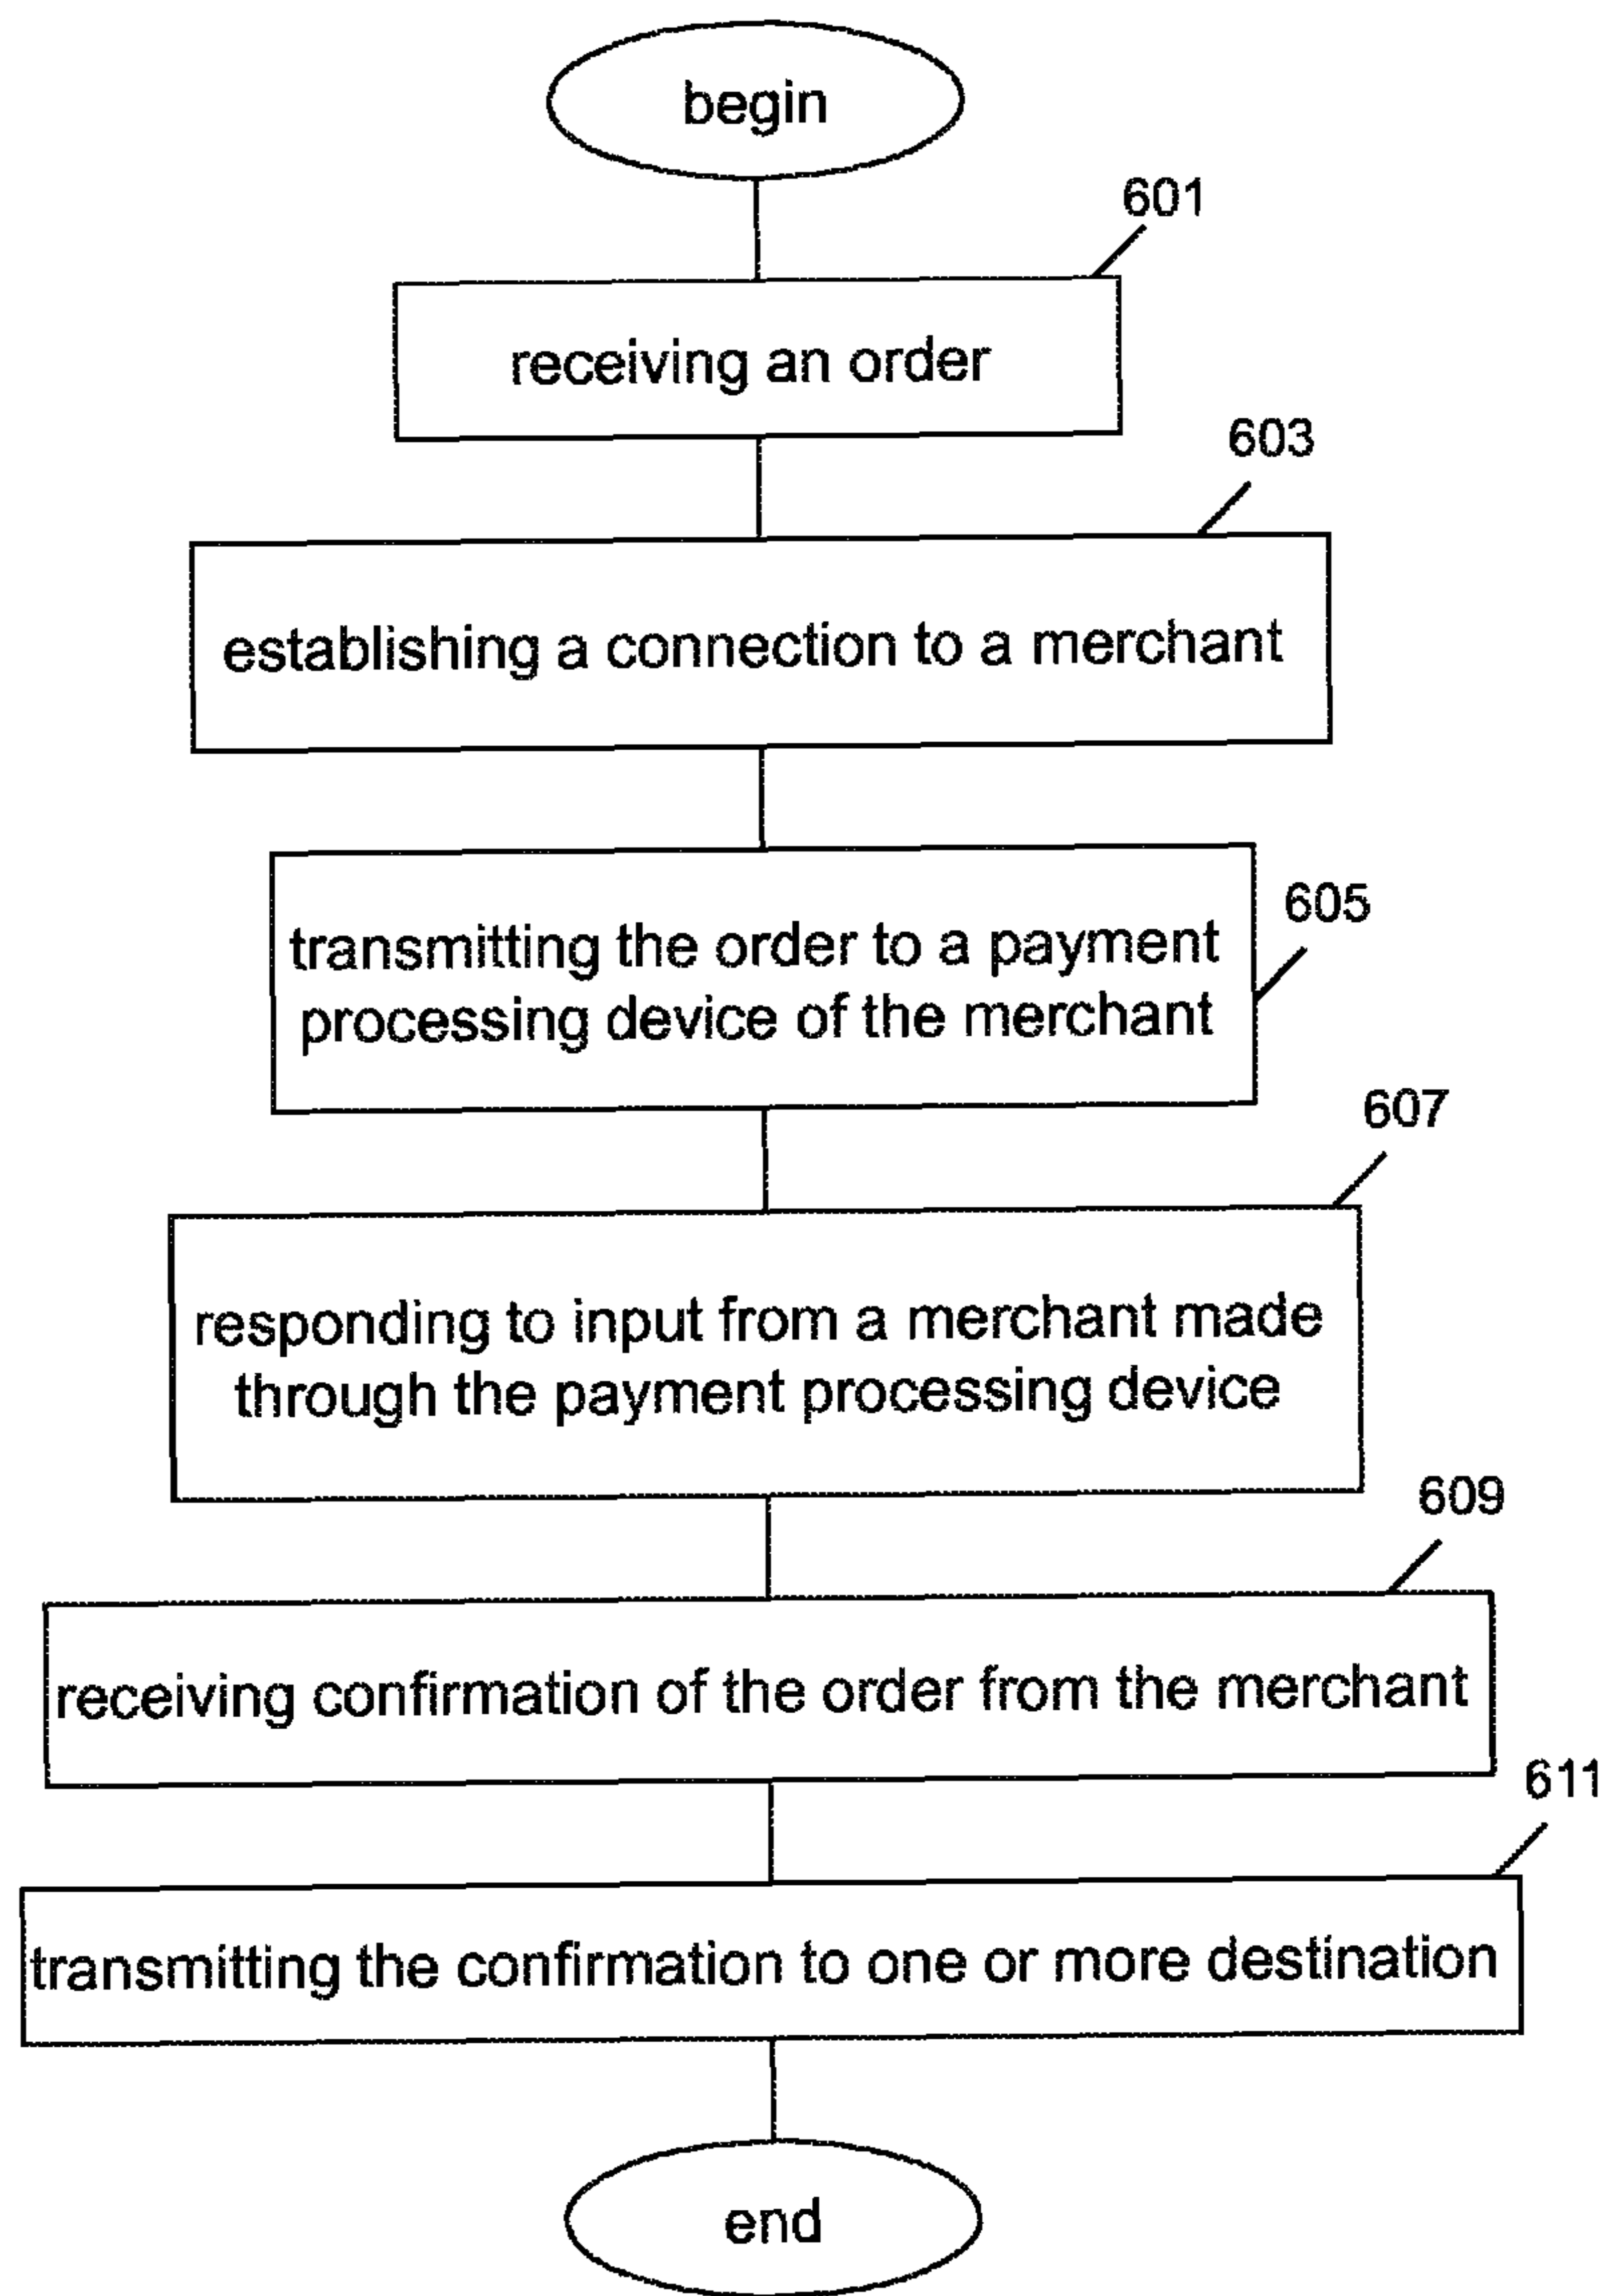 begin
601
receiving an order
603
establishing a connection to a merchant
605
transmitting the order to a payment
processing device of the merchant
607
responding to input from a merchant made
through the payment processing device
609
receiving confirmation of the order from the merchant
611
transmitting the confirmation to one or more destination
end